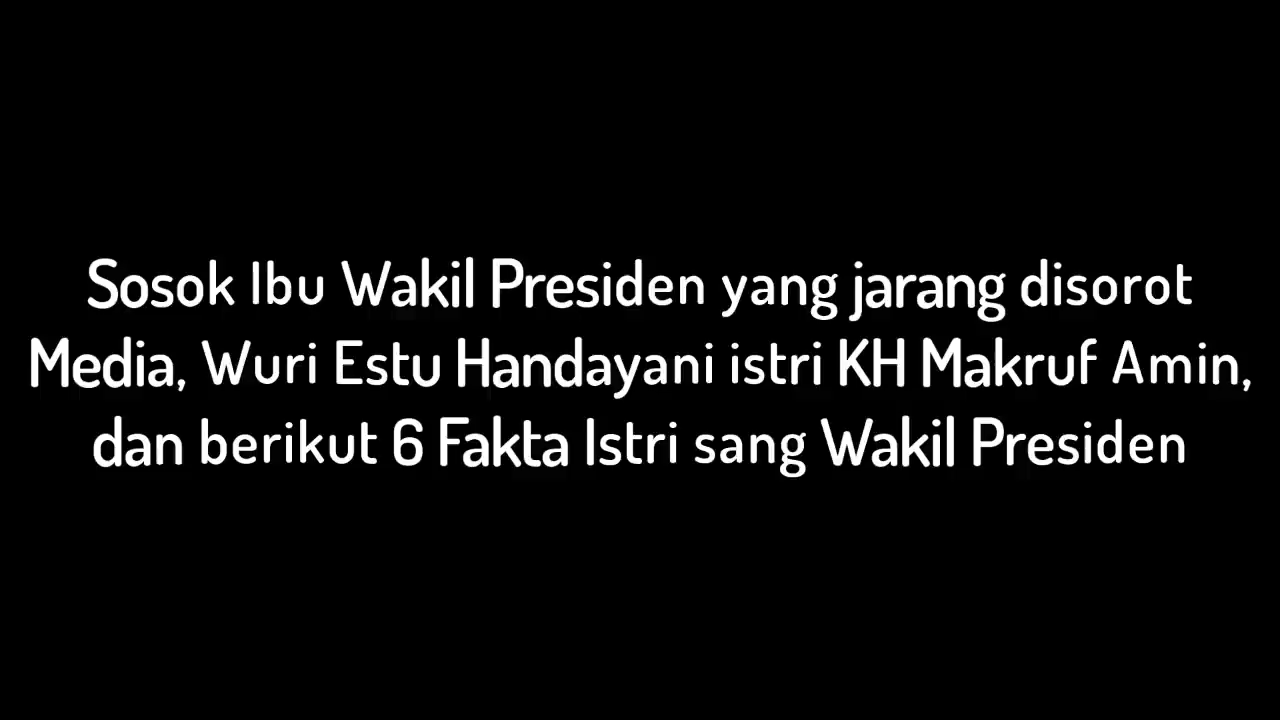 Sosok Ibu Wakil Presiden yang jarang disorot
Media, Wuri Estu Handayani istri KH Makruf Amin,
dan berikut 6 Fakta Istri sang Wakil Presiden